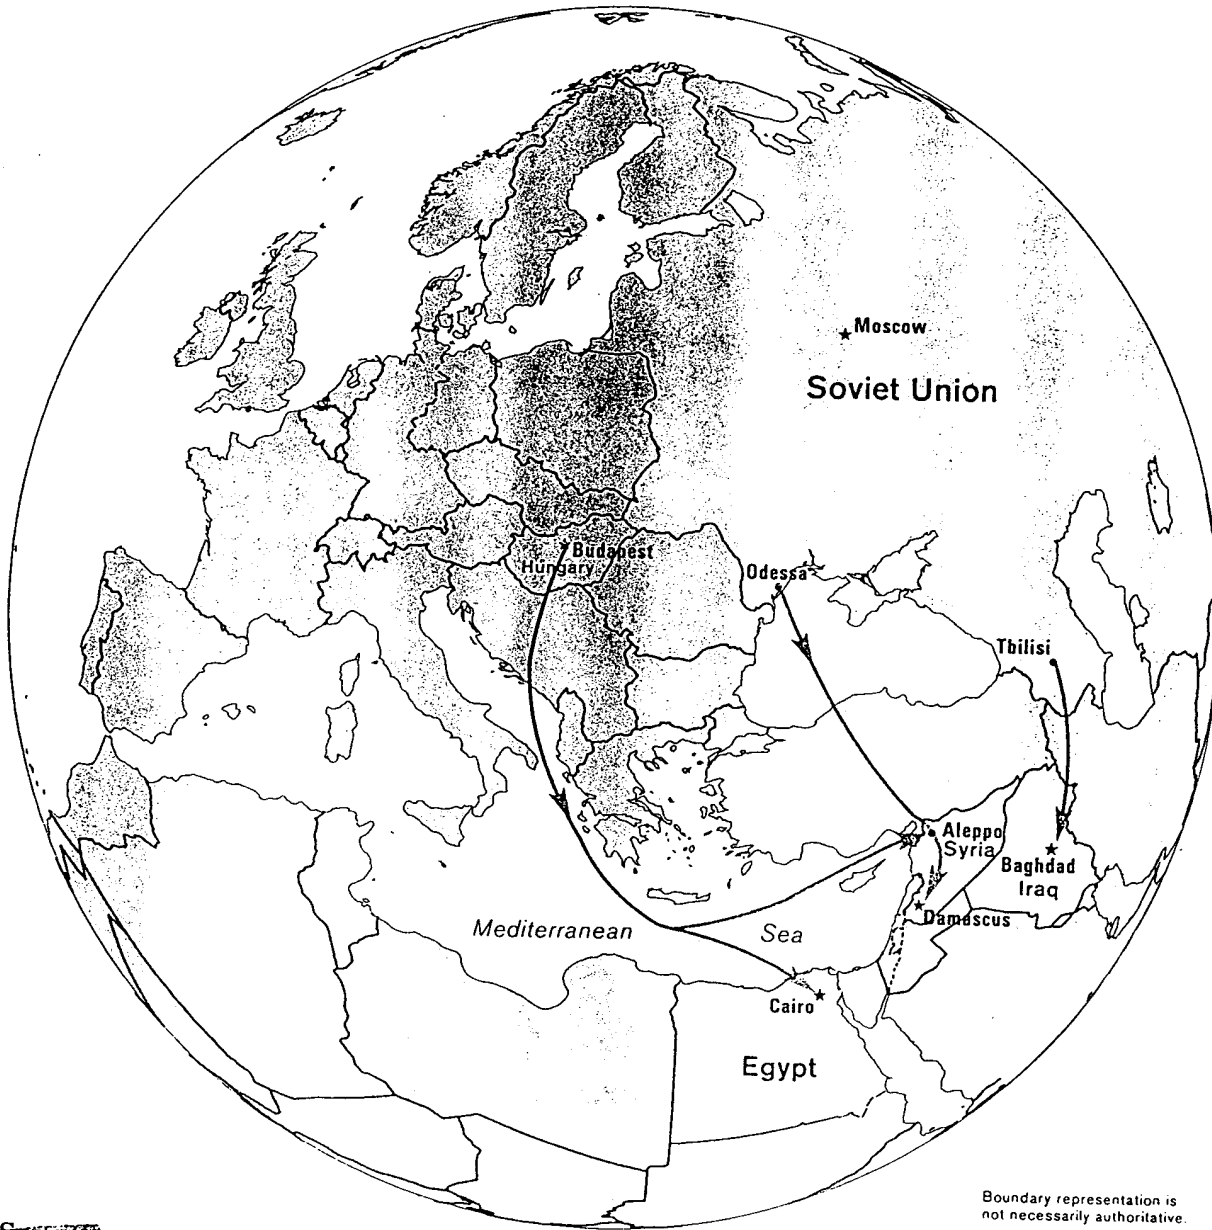 Moscow
Soviet Union
Budapest
Hungary
Odessa
Tbilisi
Aleppo
Syria
Baghdad
Iraq
Damascus
Mediterranean
Sea
Cairo
Egypt
Boundary representation is
not necessarily authoritative.